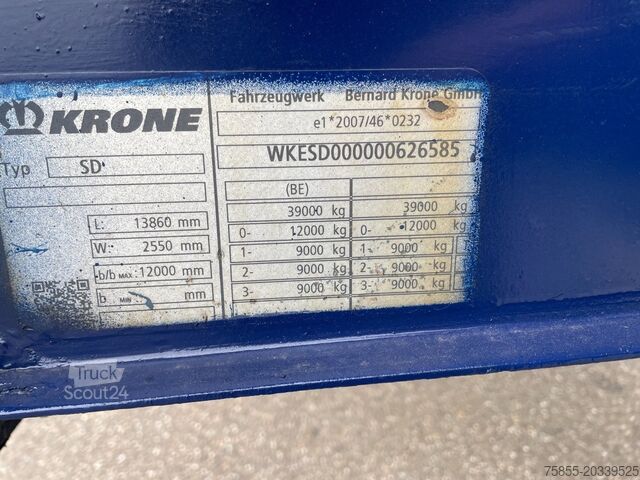 KRONE
Fahrzeugwerk Bernard Krone GmbH
e1*2007/46*0232
WKESD000000626585
Typ SD
(BE)
L: 13860 mm
W: 2550 mm
b/b MAX: 12000 mm
b MIN: mm
39000 kg 39000 kg
0- 12000 kg 0- 12000 kg
1- 9000 kg 1- 9000 kg
2- 9000 kg 2- 9000 kg
3- 9000 kg 3- 9000 kg
Truck
Scout24
75855-20339525